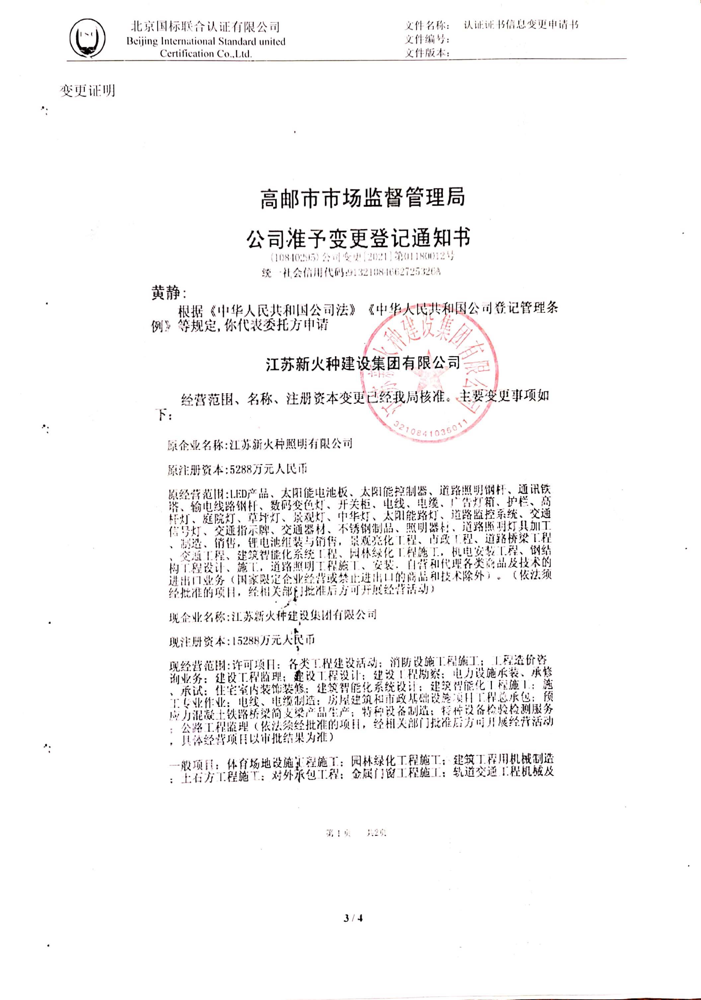 北京国标联合认证有限公司
Beijing International Standard united
Certification Co.,Ltd.
文件名称： 认证证书信息变更申请书
文件编号：
文件版本：
变更证明
高邮市市场监督管理局
公司准予变更登记通知书
(10840295)公司变更[2021]第01180012号
统一社会信用代码:91321084662725326A
黄静：
根据《中华人民共和国公司法》《中华人民共和国公司登记管理条
例》等规定,你代表委托方申请
江苏新火种建设集团有限公司
经营范围、名称、注册资本变更已经我局核准。主要变更事项如
下：
江苏新火种建设集团有限公司
3210841036011
原企业名称:江苏新火种照明有限公司
原注册资本:5288万元人民币
原经营范围:LED产品、太阳能电池板、太阳能控制器、道路照明钢杆、通讯铁
塔、输电线路钢杆、数码变色灯、开关柜、电线、电缆、广告灯箱、护栏、高
杆灯、庭院灯、草坪灯、景观灯、中华灯、太阳能路灯、道路监控系统、交通
信号灯、交通指示牌、交通器材、不锈钢制品、照明器材、道路照明灯具加工
、制造、销售，锂电池组装与销售，景观亮化工程、市政工程、道路桥梁工程
、交通工程、建筑智能化系统工程、园林绿化工程施工，机电安装工程、钢结
构工程设计、施工，道路照明工程施工、安装．自营和代理各类商品及技术的
进出口业务（国家限定企业经营或禁止进出口的商品和技术除外）。（依法须
经批准的项目，经相关部门批准后方可开展经营活动）
现企业名称:江苏新火种建设集团有限公司
现注册资本:15288万元人民币
现经营范围:许可项目：各类工程建设活动；消防设施工程施工；工程造价咨
询业务；建设工程监理；建设工程设计；建设工程勘察；电力设施承装、承修
、承试；住宅室内装饰装修；建筑智能化系统设计；建筑智能化工程施工；施
工专业作业；电线、电缆制造；房屋建筑和市政基础设施项目工程总承包；预
应力混凝土铁路桥梁简支梁产品生产；特种设备制造；特种设备检验检测服务
；公路工程监理（依法须经批准的项目，经相关部门批准后方可开展经营活动
，具体经营项目以审批结果为准）
一般项目：体育场地设施工程施工；园林绿化工程施工；建筑工程用机械制造
；土石方工程施工；对外承包工程；金属门窗工程施工；轨道交通工程机械及
第1页 共2页
3 / 4